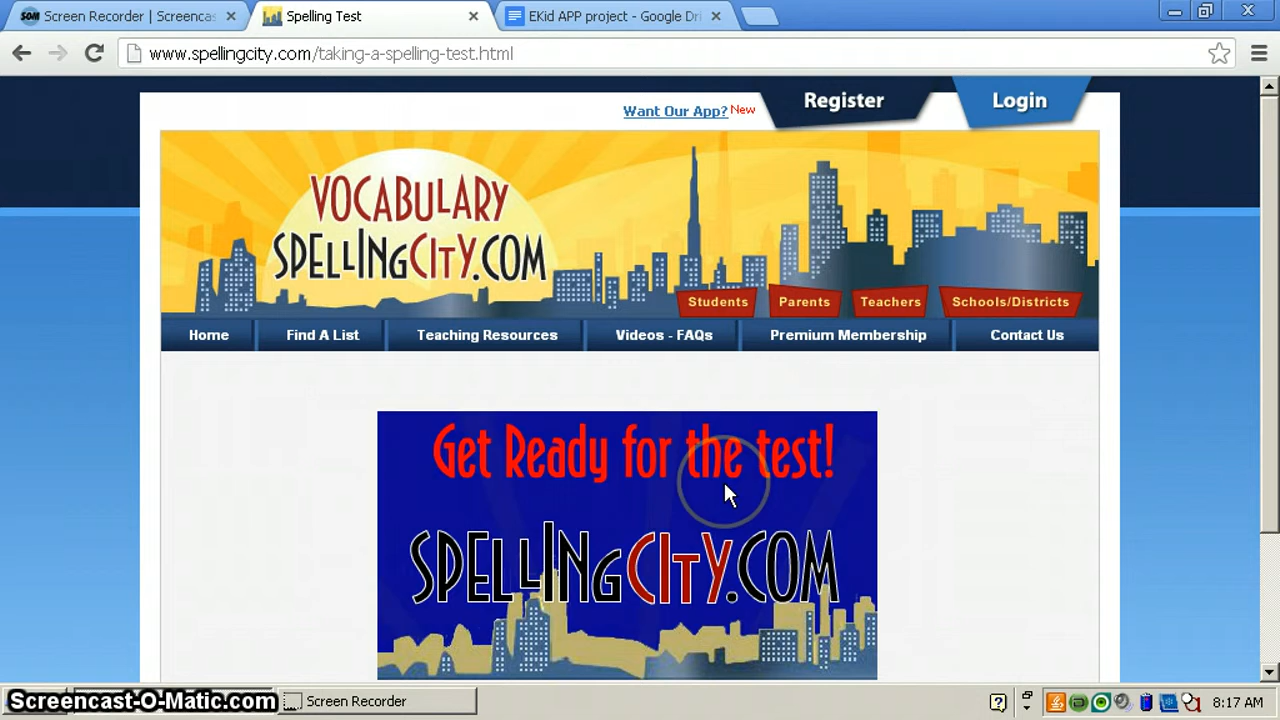 Screen Recorder | Screencas
Spelling Test
EKid APP project - Google Dri
www.spellingcity.com/taking-a-spelling-test.html
Want Our App? New
Register
Login
VOCABULARY
SPELLINGCITY.COM
Students
Parents
Teachers
Schools/Districts
Home
Find A List
Teaching Resources
Videos - FAQs
Premium Membership
Contact Us
Get Ready for the test!
SPELLINGCITY.COM
Screencast-O-Matic.com
Screen Recorder
8:17 AM